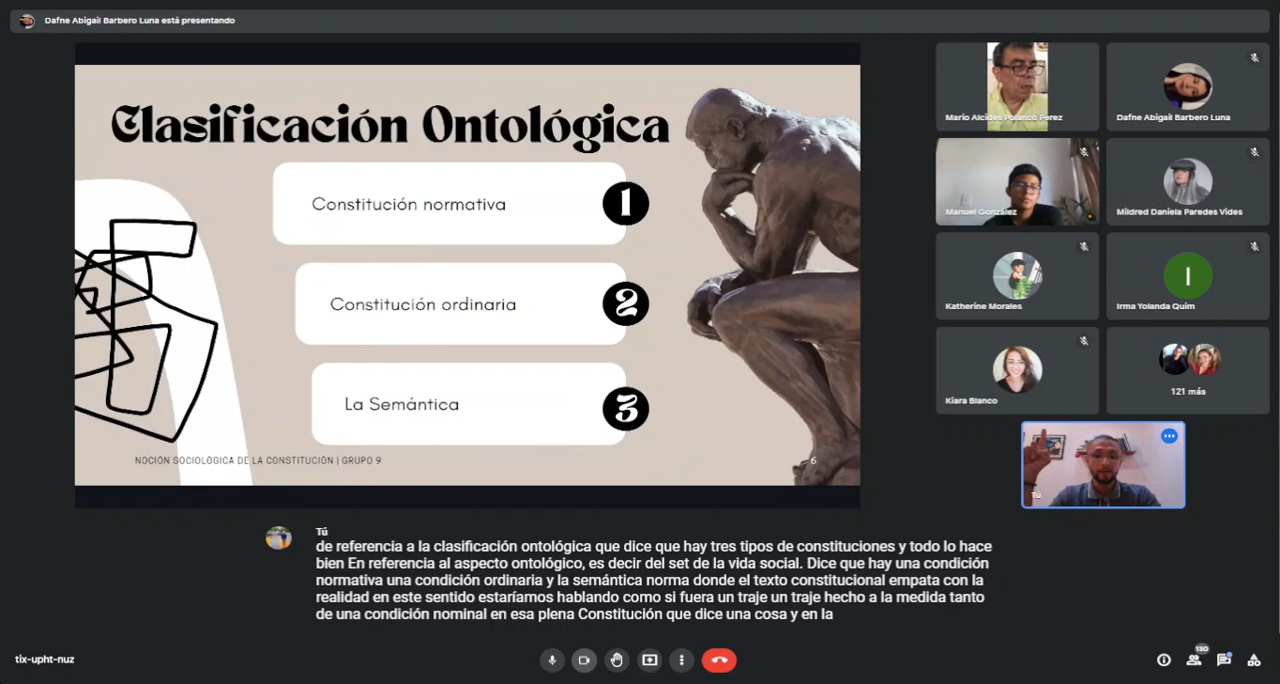 Dafne Abigail Barbero Luna está presentando
Clasificación Ontológica
Constitución normativa
1
Constitución ordinaria
2
La Semántica
3
NOCIÓN SOCIOLÓGICA DE LA CONSTITUCIÓN | GRUPO 9
6
Mario Alcides Polanco Perez
Dafne Abigail Barbero Luna
Manuel González
Mildred Daniela Paredes Vides
Katherine Morales
I
Irma Yolanda Quim
Kiara Blanco
121 más
Tú
Tú
de referencia a la clasificación ontológica que dice que hay tres tipos de constituciones y todo lo hace
bien En referencia al aspecto ontológico, es decir del set de la vida social. Dice que hay una condición
normativa una condición ordinaria y la semántica norma donde el texto constitucional empata con la
realidad en este sentido estaríamos hablando como si fuera un traje un traje hecho a la medida tanto
de una condición nominal en esa plena Constitución que dice una cosa y en la
tix-upht-nuz
130